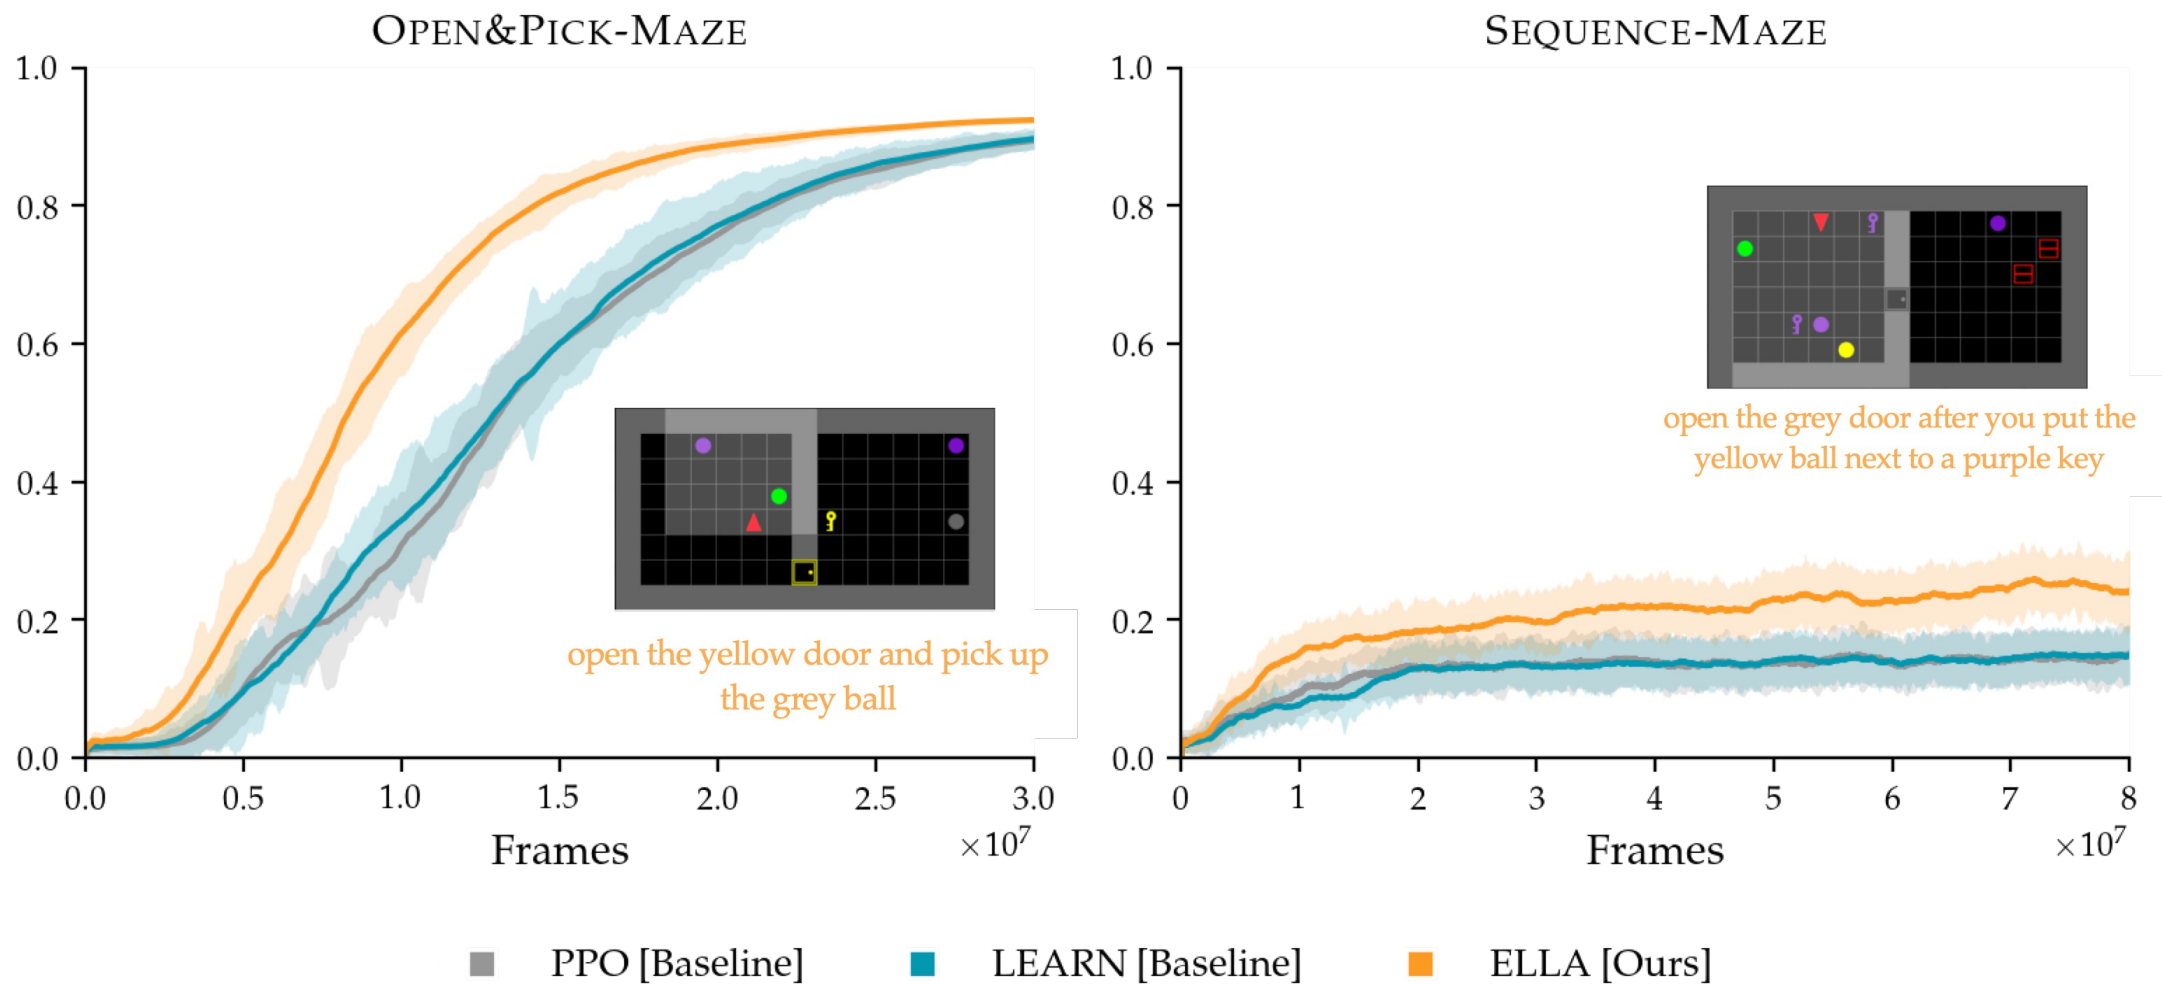 OPEN&PICK-MAZE
1.0
0.8
0.6
0.4
0.2
0.0
0.0 0.5 1.0 1.5 2.0 2.5 3.0
Frames
×10⁷
open the yellow door and pick up
the grey ball
SEQUENCE-MAZE
1.0
0.8
0.6
0.4
0.2
0.0
0 1 2 3 4 5 6 7 8
Frames
×10⁷
open the grey door after you put the
yellow ball next to a purple key
PPO [Baseline] LEARN [Baseline] ELLA [Ours]